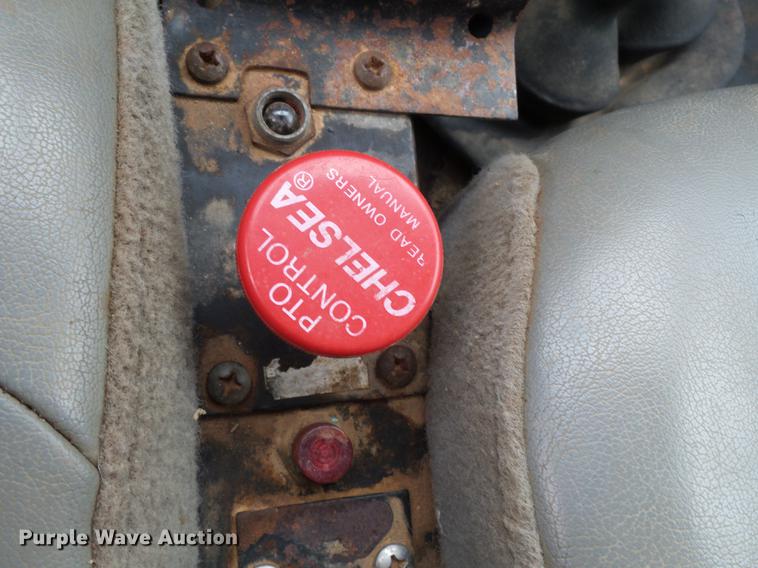 PTO
CONTROL
CHELSEA®
READ OWNERS
MANUAL
Purple Wave Auction